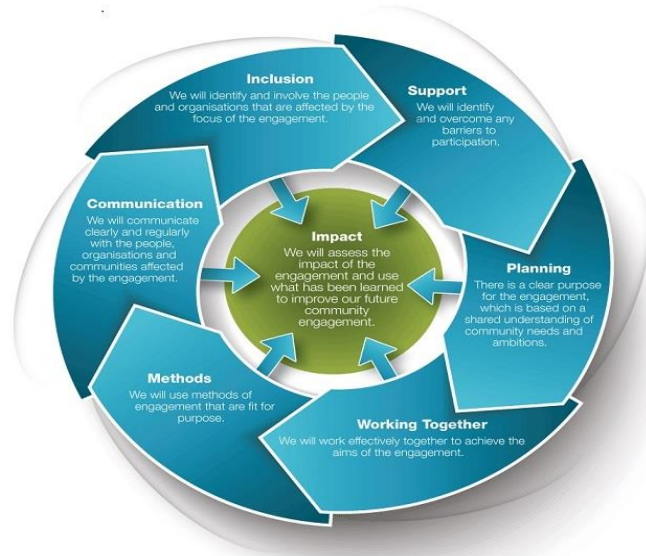 Inclusion
We will identify and involve the people
and organisations that are affected by the
focus of the engagement.
Support
We will identify
and overcome any
barriers to
participation.
Planning
There is a clear purpose
for the engagement,
which is based on a
shared understanding of
community needs and
ambitions.
Working Together
We will work effectively together to achieve the
aims of the engagement.
Methods
We will use methods of
engagement that are fit for
purpose.
Communication
We will communicate
clearly and regularly
with the people,
organisations and
communities affected
by the engagement.
Impact
We will assess
the impact of the
engagement and use
what has been learned
to improve our future
community
engagement.